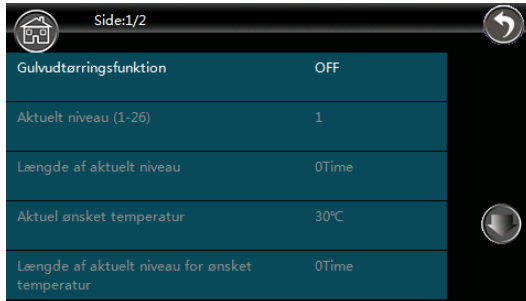 Side:1/2
Gulvudtørringsfunktion OFF
Aktuelt niveau (1-26) 1
Længde af aktuelt niveau 0Time
Aktuel ønsket temperatur 30℃
Længde af aktuelt niveau for ønsket 0Time
temperatur